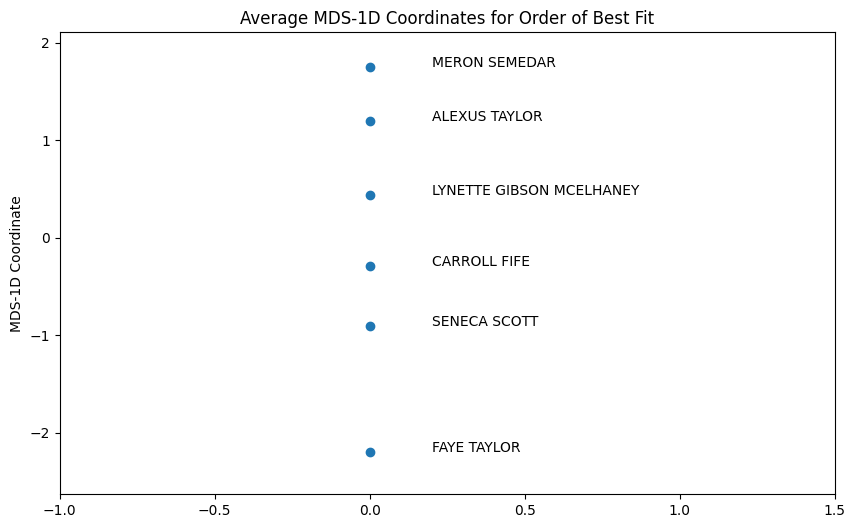 Average MDS-1D Coordinates for Order of Best Fit
2
MERON SEMEDAR
ALEXUS TAYLOR
1
LYNETTE GIBSON MCELHANEY
0
CARROLL FIFE
SENECA SCOTT
−1
−2
FAYE TAYLOR
MDS-1D Coordinate
−1.0 −0.5 0.0 0.5 1.0 1.5